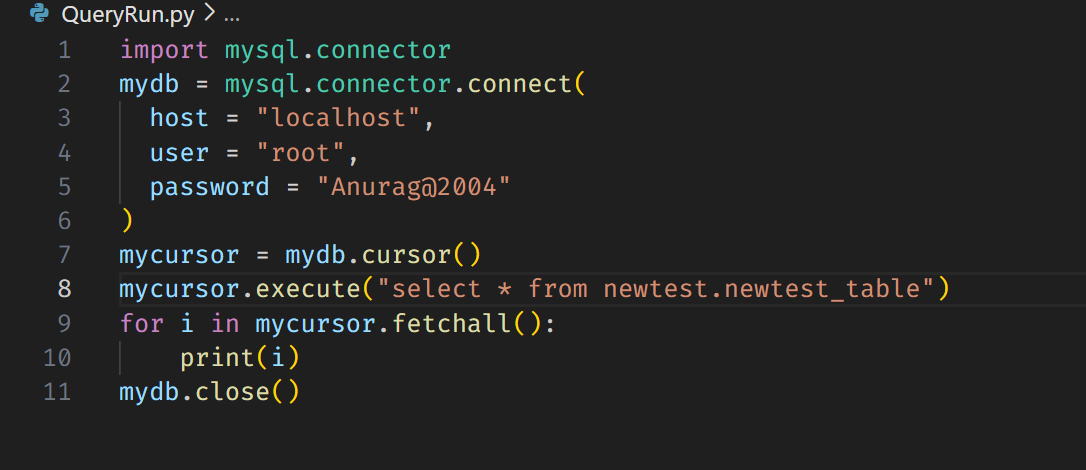 QueryRun.py > ...
1 import mysql.connector
2 mydb = mysql.connector.connect(
3   host = "localhost",
4   user = "root",
5   password = "Anurag@2004"
6 )
7 mycursor = mydb.cursor()
8 mycursor.execute("select * from newtest.newtest_table")
9 for i in mycursor.fetchall():
10     print(i)
11 mydb.close()